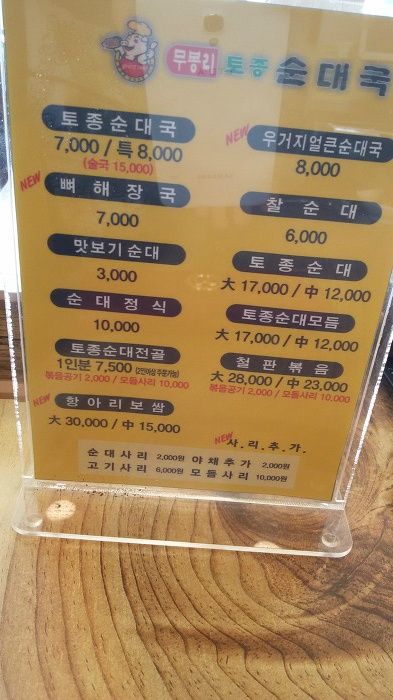 무봉리 토종 순대국
토종순대국
7,000 / 특 8,000
(술국 15,000)
NEW
뼈해장국
7,000
맛보기순대
3,000
순대정식
10,000
토종순대전골
1인분 7,500 (2인이상 주문가능)
볶음공기 2,000 / 모듬사리 10,000
NEW
항아리보쌈
大 30,000 / 中 15,000
NEW
우거지얼큰순대국
8,000
찰순대
6,000
토종순대
大 17,000 / 中 12,000
토종순대모듬
大 17,000 / 中 12,000
철판볶음
大 28,000 / 中 23,000
볶음공기 2,000 / 모듬사리 10,000
NEW
사.리.추.가.
순대사리 2,000원 야채추가 2,000원
고기사리 6,000원 모듬사리 10,000원